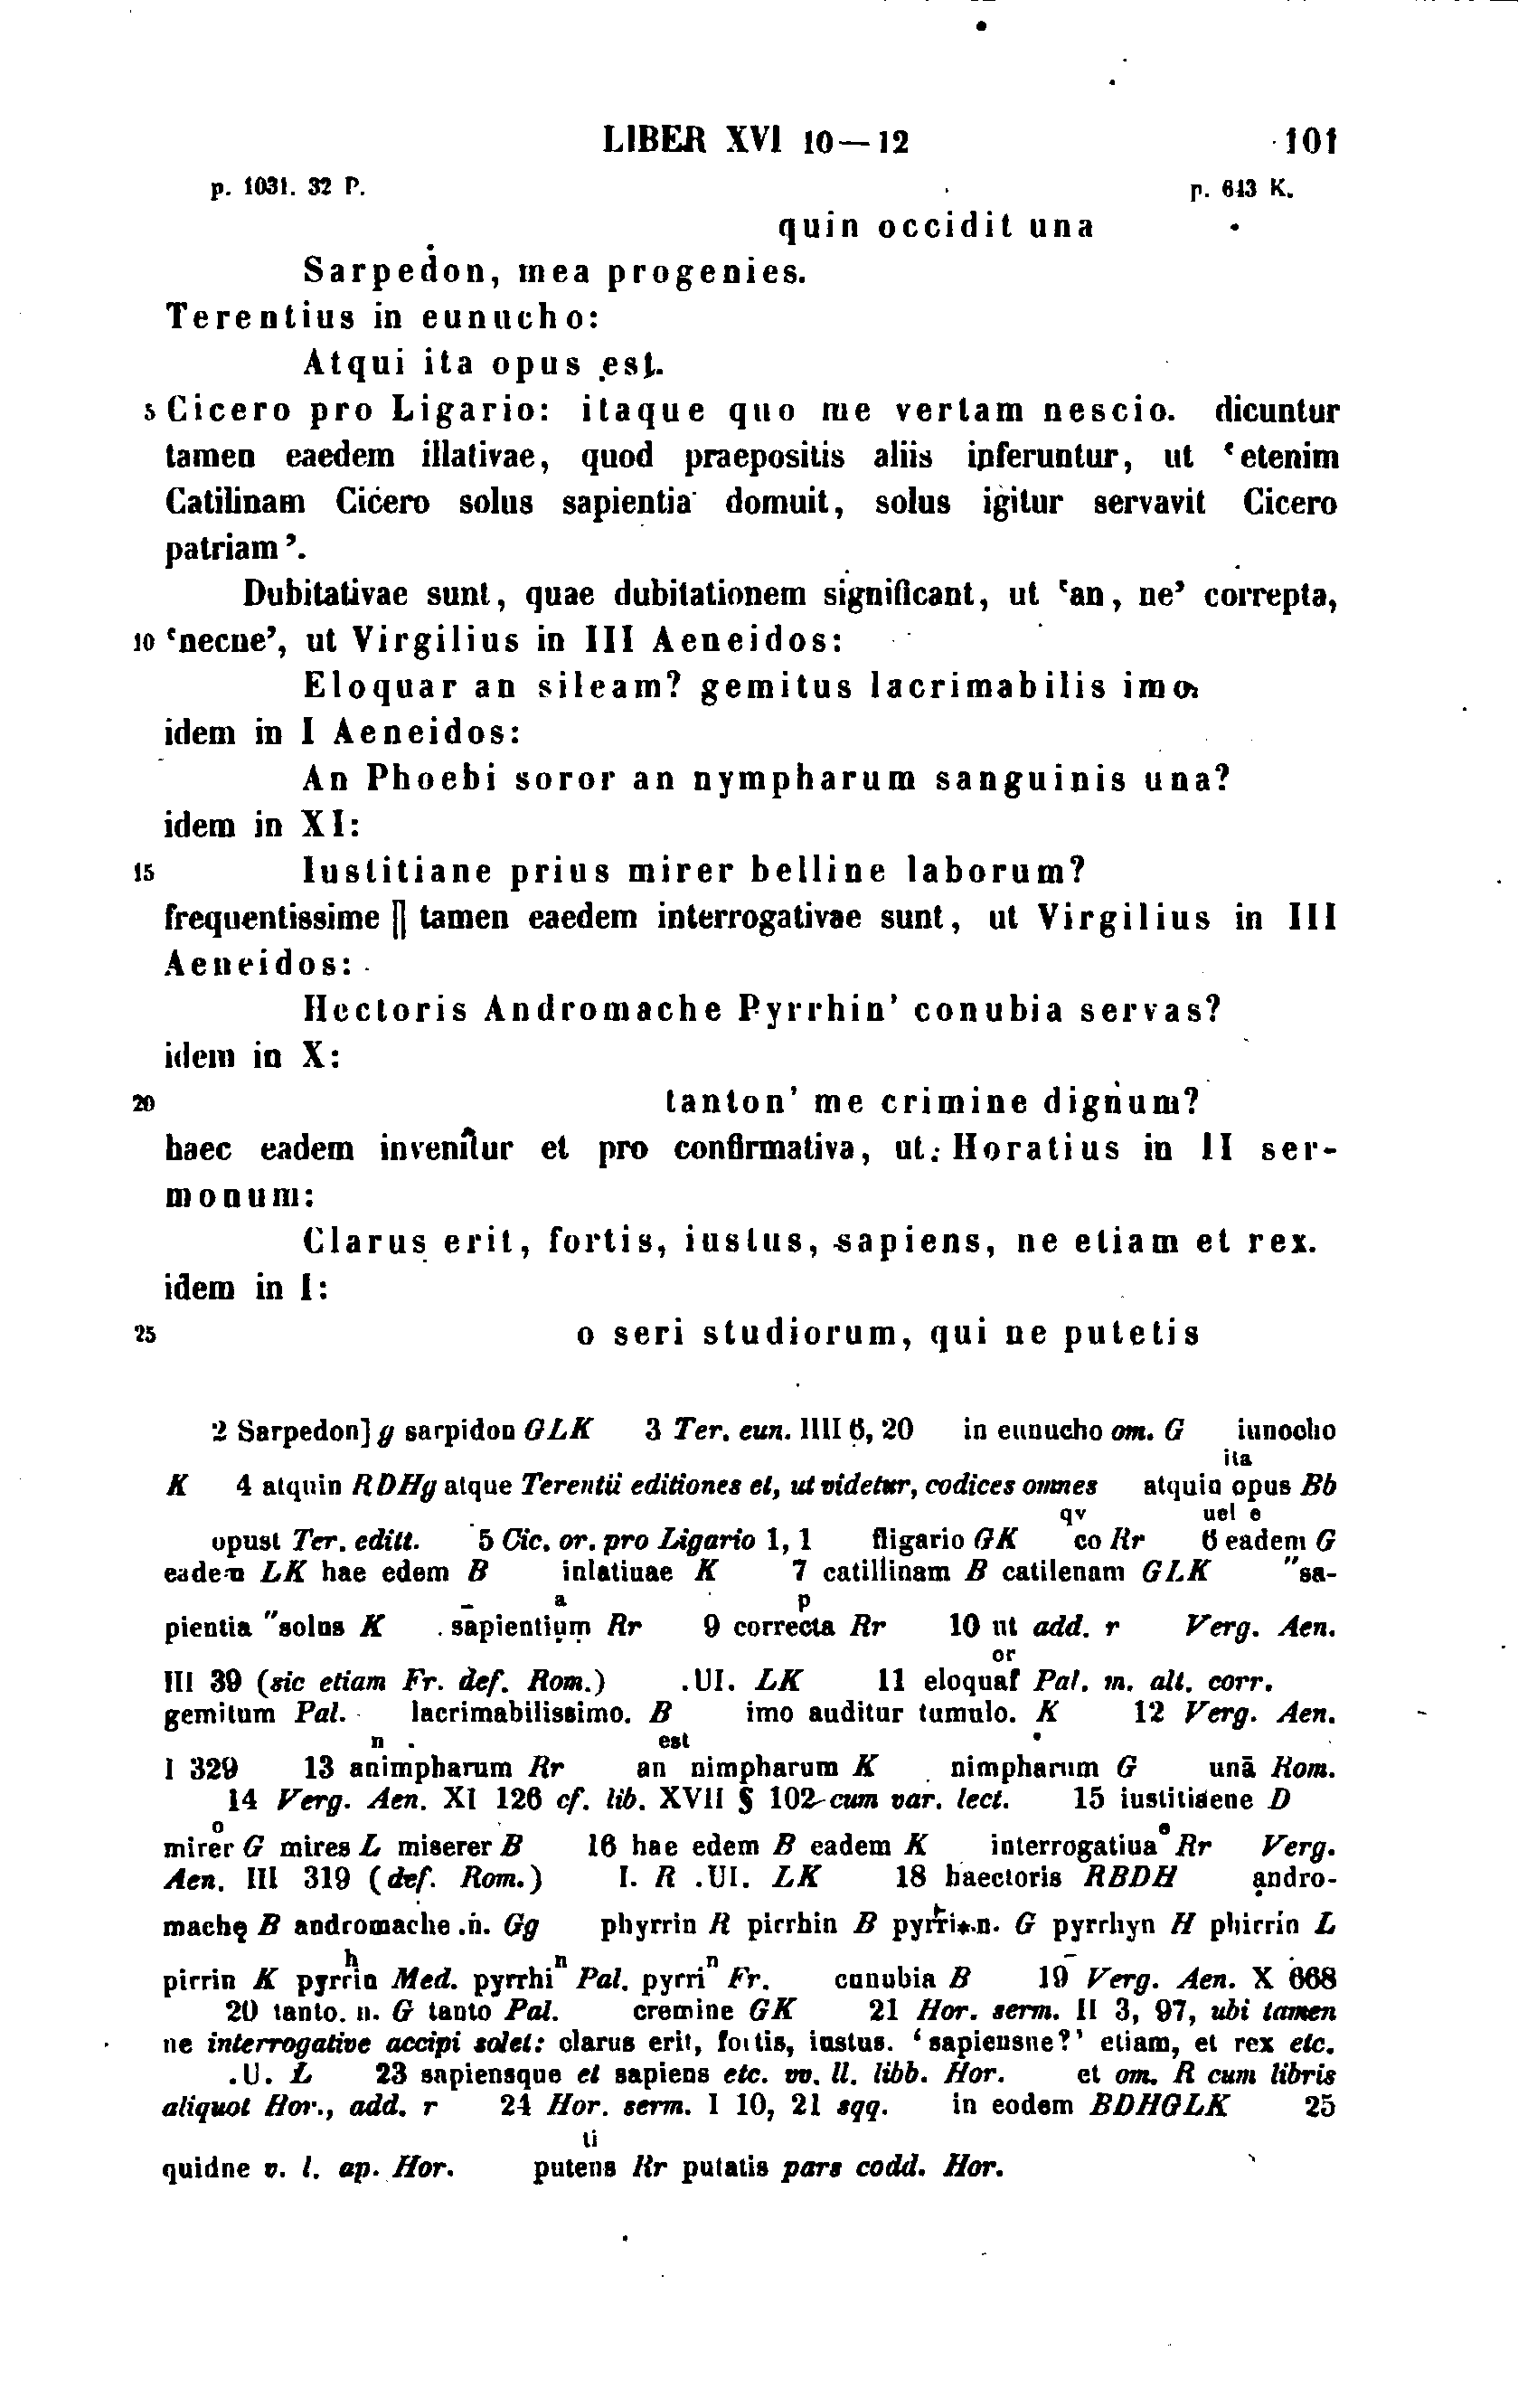 LIBER XVI 10—12 101
p. 1031. 32 P. p. 643 K.
quin occidit una
Sarpedon, mea progenies.
Terentius in eunucho:
Atqui ita opus est.
5 Cicero pro Ligario: itaque quo me vertam nescio. dicuntur
tamen eaedem illativae, quod praepositis aliis inferuntur, ut ‘etenim
Catilinam Cicero solus sapientia domuit, solus igitur servavit Cicero
patriam’.
Dubitativae sunt, quae dubitationem significant, ut ‘an, ne’ correpta,
10 ‘necne’, ut Virgilius in III Aeneidos:
Eloquar an sileam? gemitus lacrimabilis imo,
idem in I Aeneidos:
An Phoebi soror an nympharum sanguinis una?
idem in XI:
15 Iustitiane prius mirer belline laborum?
frequentissime || tamen eaedem interrogativae sunt, ut Virgilius in III
Aeneidos:
Hectoris Andromache Pyrrhin’ conubia servas?
idem in X:
20 tanton’ me crimine dignum?
haec eadem invenitur et pro confirmativa, ut Horatius in II ser-
monum:
Clarus erit, fortis, iustus, sapiens, ne etiam et rex.
idem in I:
25 o seri studiorum, qui ne putetis
2 Sarpedon] g sarpidon GLK 3 Ter. eun. IIII 6, 20 in eunucho om. G iunocho
ita
K 4 atquin RDHg atque Terentii editiones et, ut videtur, codices omnes atquin opus Bb
qv uel e
opust Ter. editt. 5 Cic. or. pro Ligario 1, 1 fligario GK co Rr 6 eadem G
eadem LK hae edem B inlatiuae K 7 catillinam B catilenam GLK "sa-
a p
pientia "solus K sapientium Rr 9 correcta Rr 10 ut add. r Verg. Aen.
or
III 39 (sic etiam Fr. def. Rom.) .UI. LK 11 eloquar Pal. m. alt. corr.
gemitum Pal. lacrimabilissimo. B imo auditur tumulo. K 12 Verg. Aen.
n est
I 329 13 animpharum Rr an nimpharum K nimpharum G unā Rom.
14 Verg. Aen. XI 126 cf. lib. XVII § 102 cum var. lect. 15 iustitiaene D
o e
mirer G mires L miserer B 16 hae edem B eadem K interrogatiua Rr Verg.
Aen. III 319 (def. Rom.) I. R .UI. LK 18 haectoris RBDH andro-
machę B andromache .n. Gg phyrrin R pirrhin B pyrri*.n. G pyrrhyn H phirrin L
h n n
pirrin K pyrrin Med. pyrrhi Pal. pyrri Fr. cunubia B 19 Verg. Aen. X 668
20 tanto. n. G tanto Pal. cremine GK 21 Hor. serm. II 3, 97, ubi tamen
ne interrogative accipi solet: clarus erit, fortis, iustus. ‘sapiensne?’ etiam, et rex etc.
.U. L 23 sapiensque et sapiens etc. vv. ll. libb. Hor. et om. R cum libris
aliquot Hor., add. r 24 Hor. serm. I 10, 21 sqq. in eodem BDHGLK 25
ti
quidne v. l. ap. Hor. putens Rr putatis pars codd. Hor.